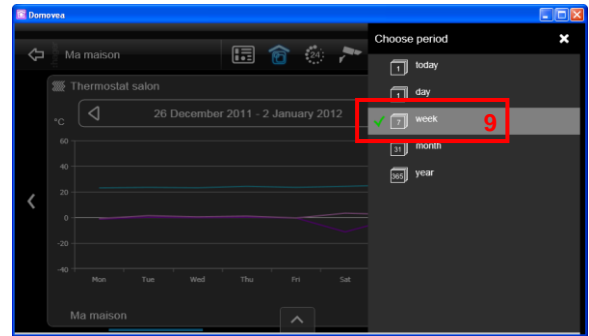 Domovea
Choose period
Ma maison
24
1 today
Thermostat salon
1 day
°C
26 December 2011 - 2 January 2012
7 week
9
60
31 month
40
365 year
20
0
-20
-40
Mon Tue Wed Thu Fri Sat
Ma maison